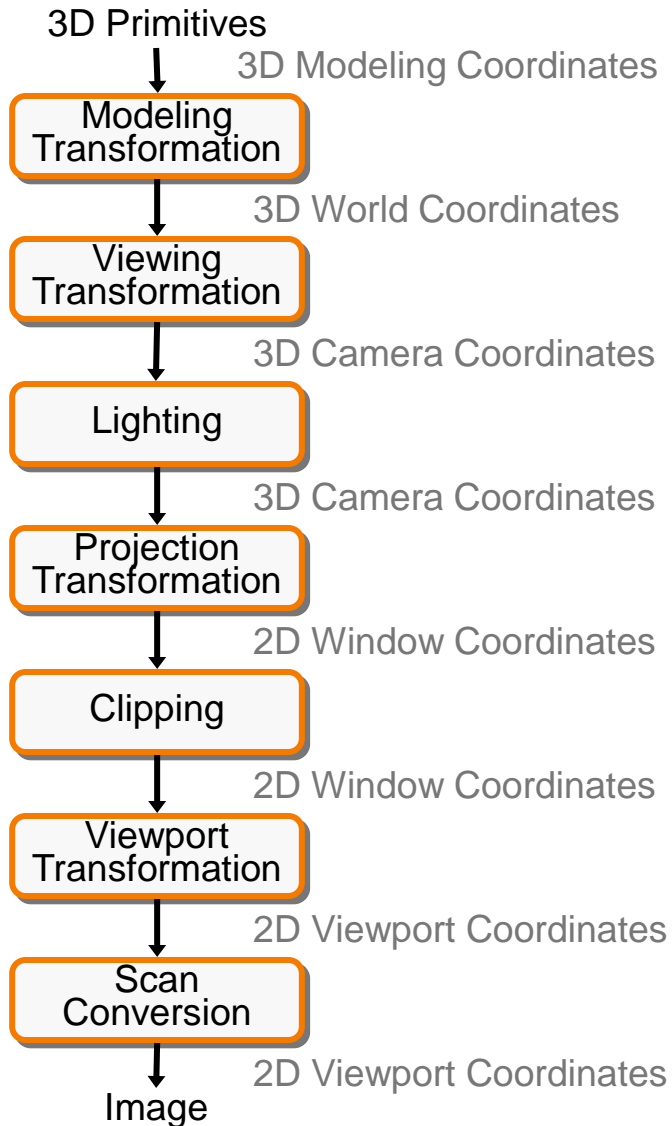 3D Primitives
3D Modeling Coordinates
Modeling
Transformation
3D World Coordinates
Viewing
Transformation
3D Camera Coordinates
Lighting
3D Camera Coordinates
Projection
Transformation
2D Window Coordinates
Clipping
2D Window Coordinates
Viewport
Transformation
2D Viewport Coordinates
Scan
Conversion
2D Viewport Coordinates
Image